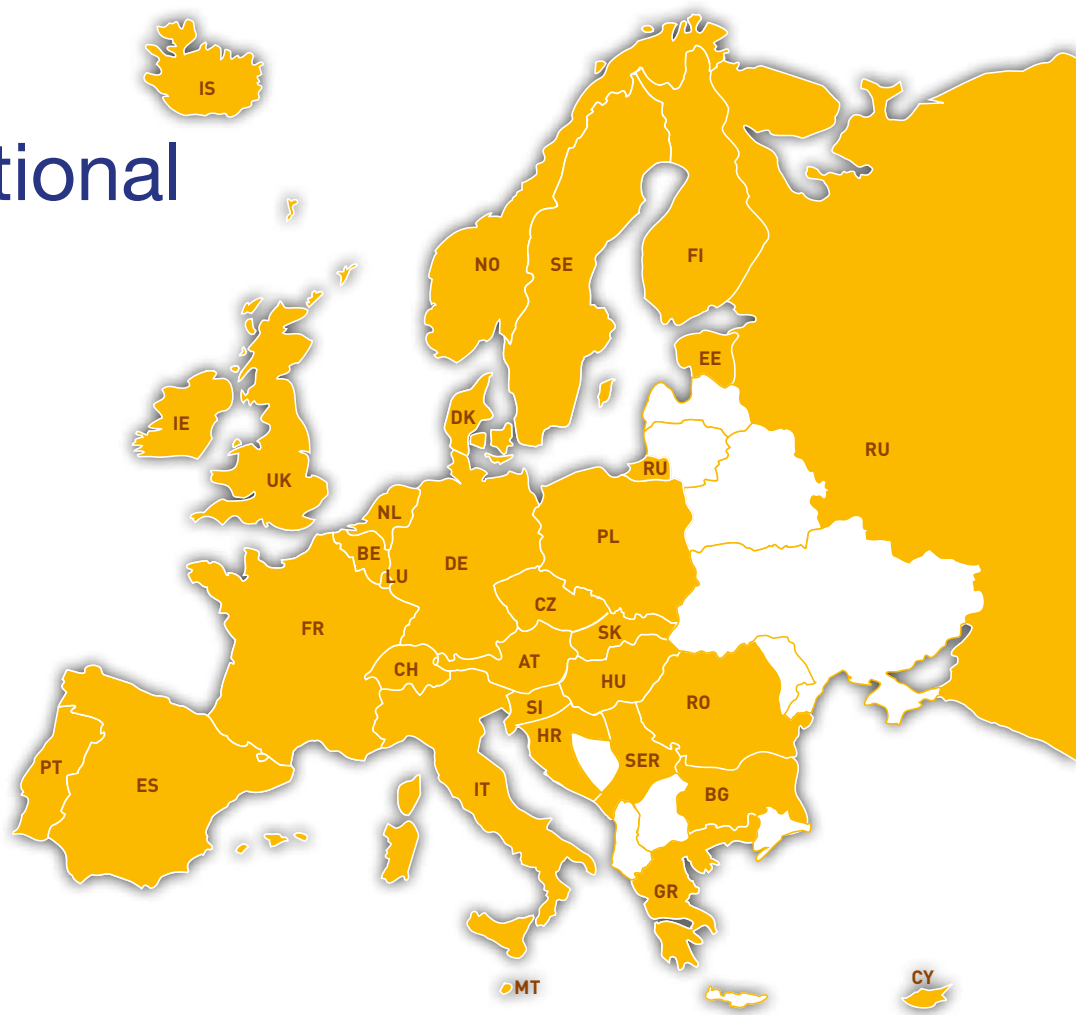 IS
tional
NO
SE
FI
EE
IE
DK
RU
RU
UK
NL
BE
LU
DE
PL
CZ
FR
SK
CH
AT
HU
SI
RO
HR
SER
PT
ES
IT
BG
GR
MT
CY